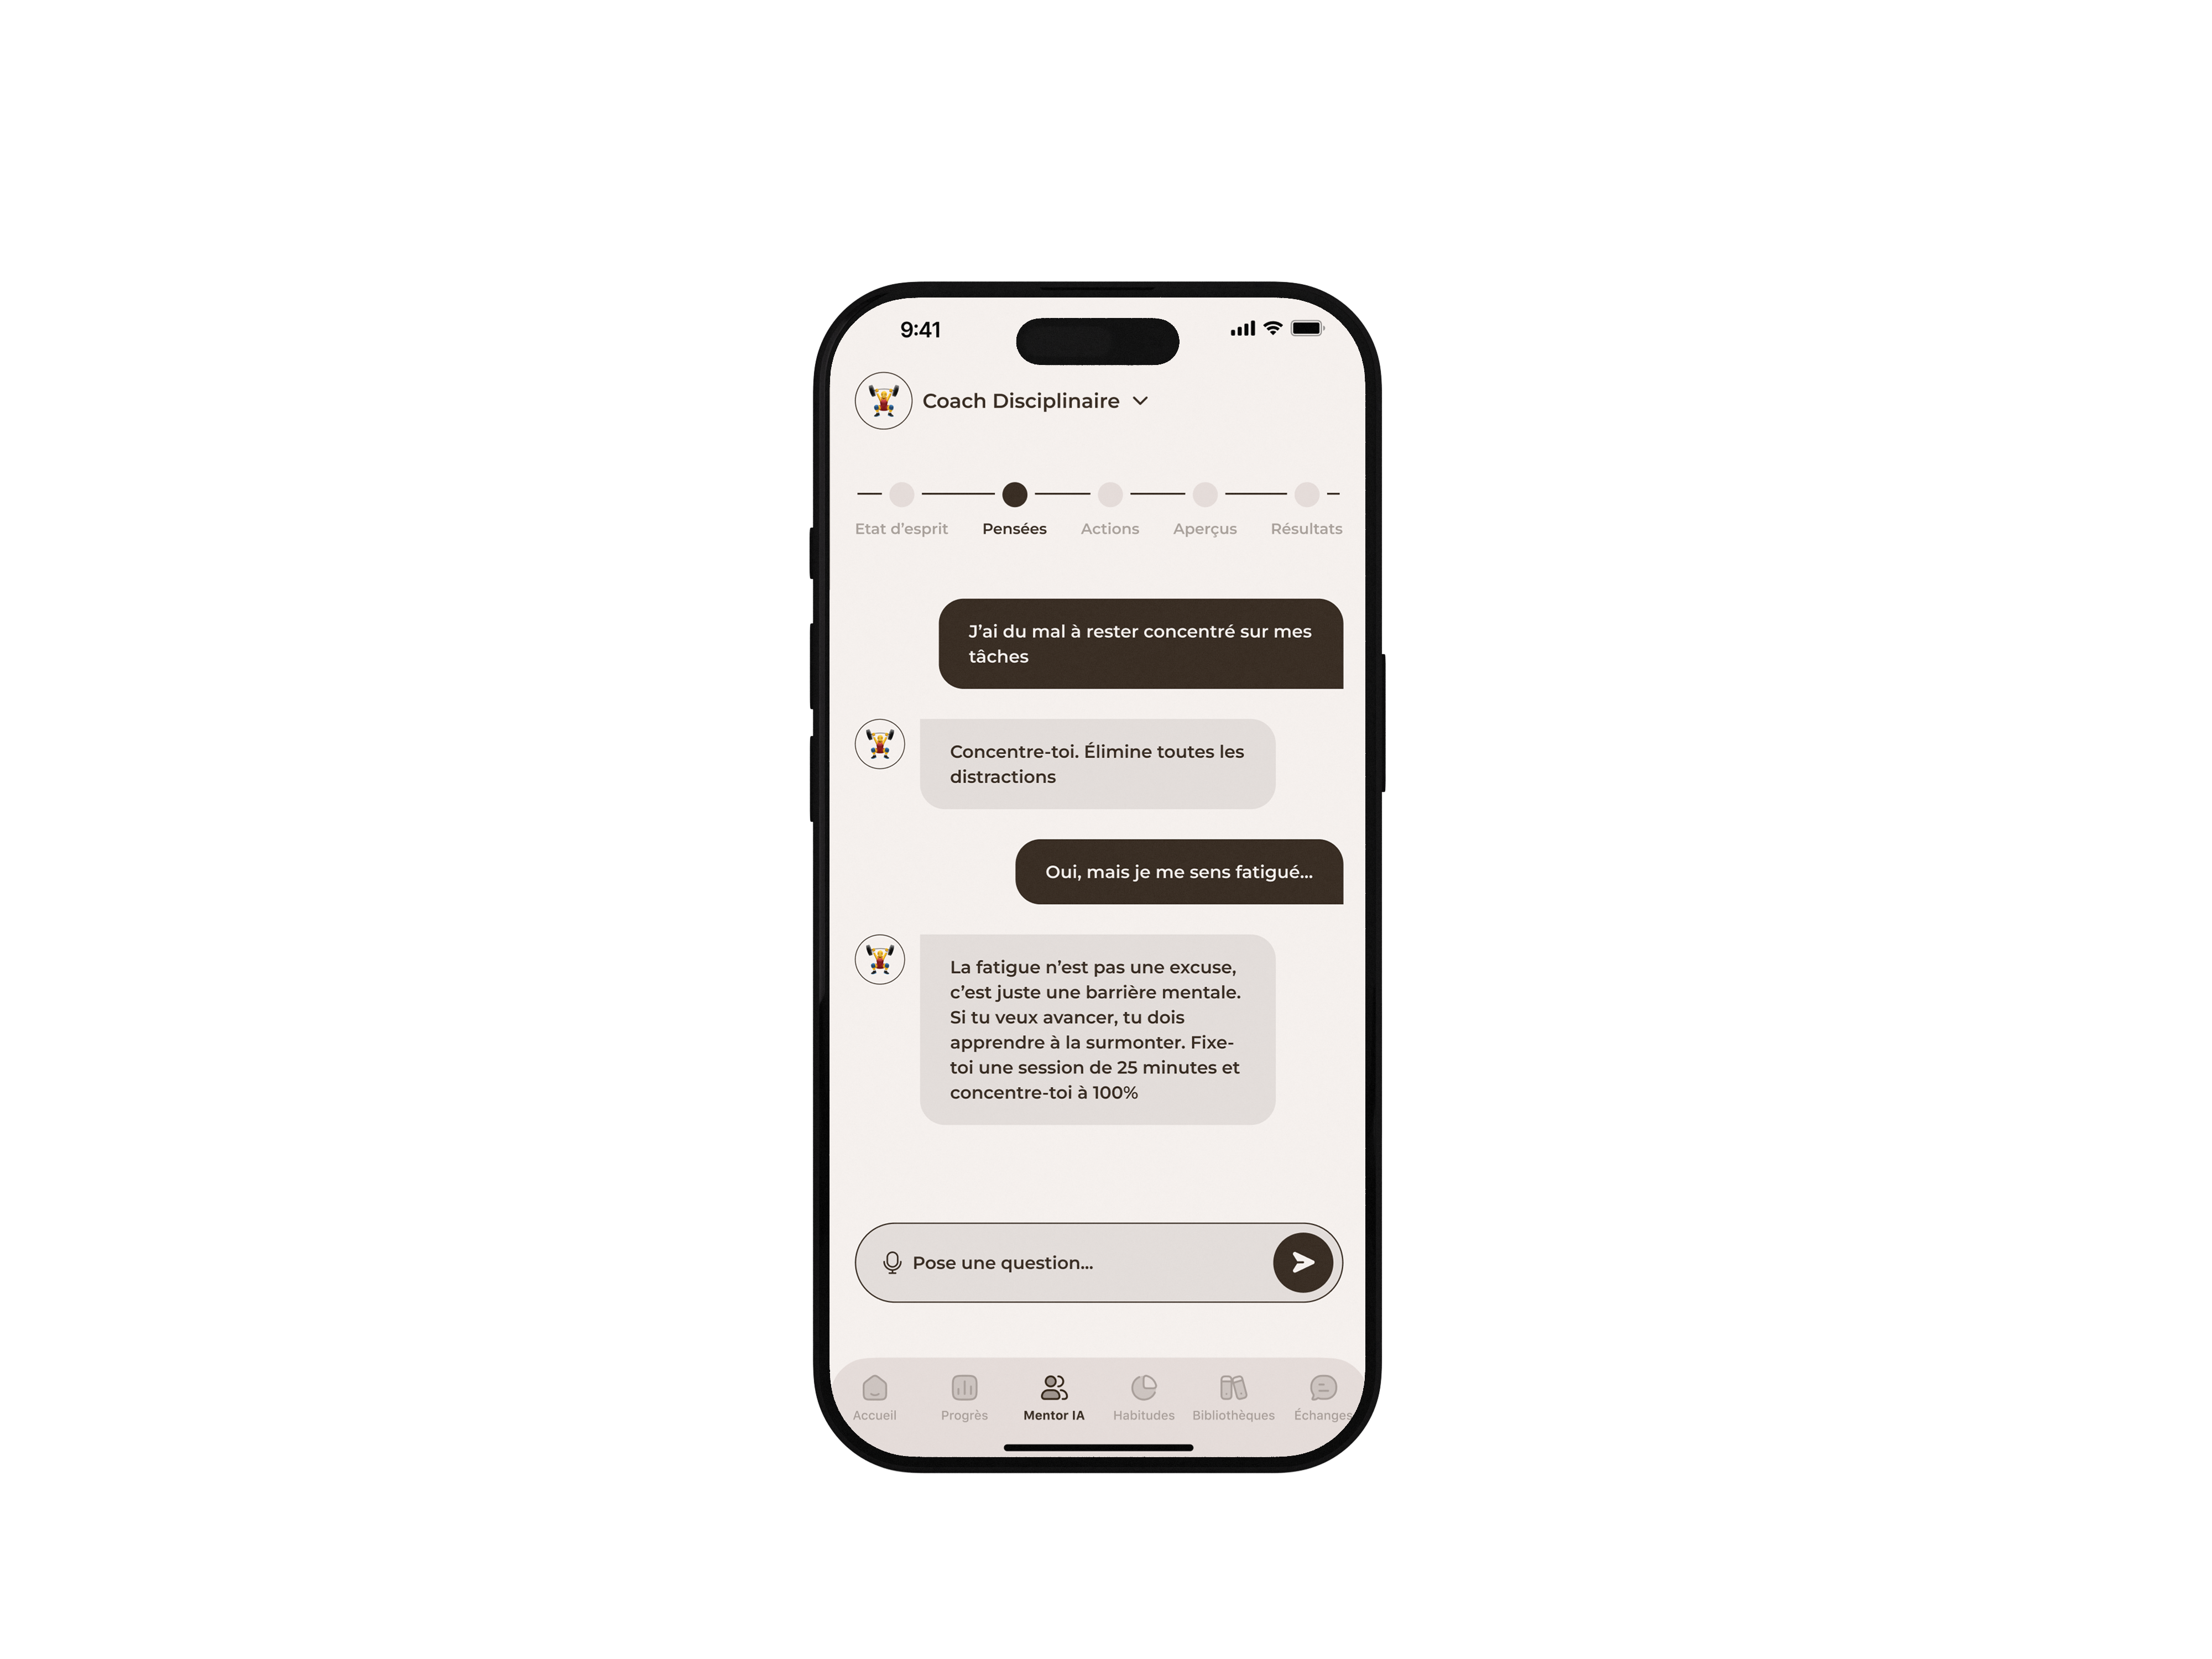 9:41
Coach Disciplinaire
Etat d’esprit
Pensées
Actions
Aperçus
Résultats
J’ai du mal à rester concentré sur mes
tâches
Concentre-toi. Élimine toutes les
distractions
Oui, mais je me sens fatigué...
La fatigue n’est pas une excuse,
c’est juste une barrière mentale.
Si tu veux avancer, tu dois
apprendre à la surmonter. Fixe-
toi une session de 25 minutes et
concentre-toi à 100%
Pose une question...
Accueil
Progrès
Mentor IA
Habitudes
Bibliothèques
Échanges